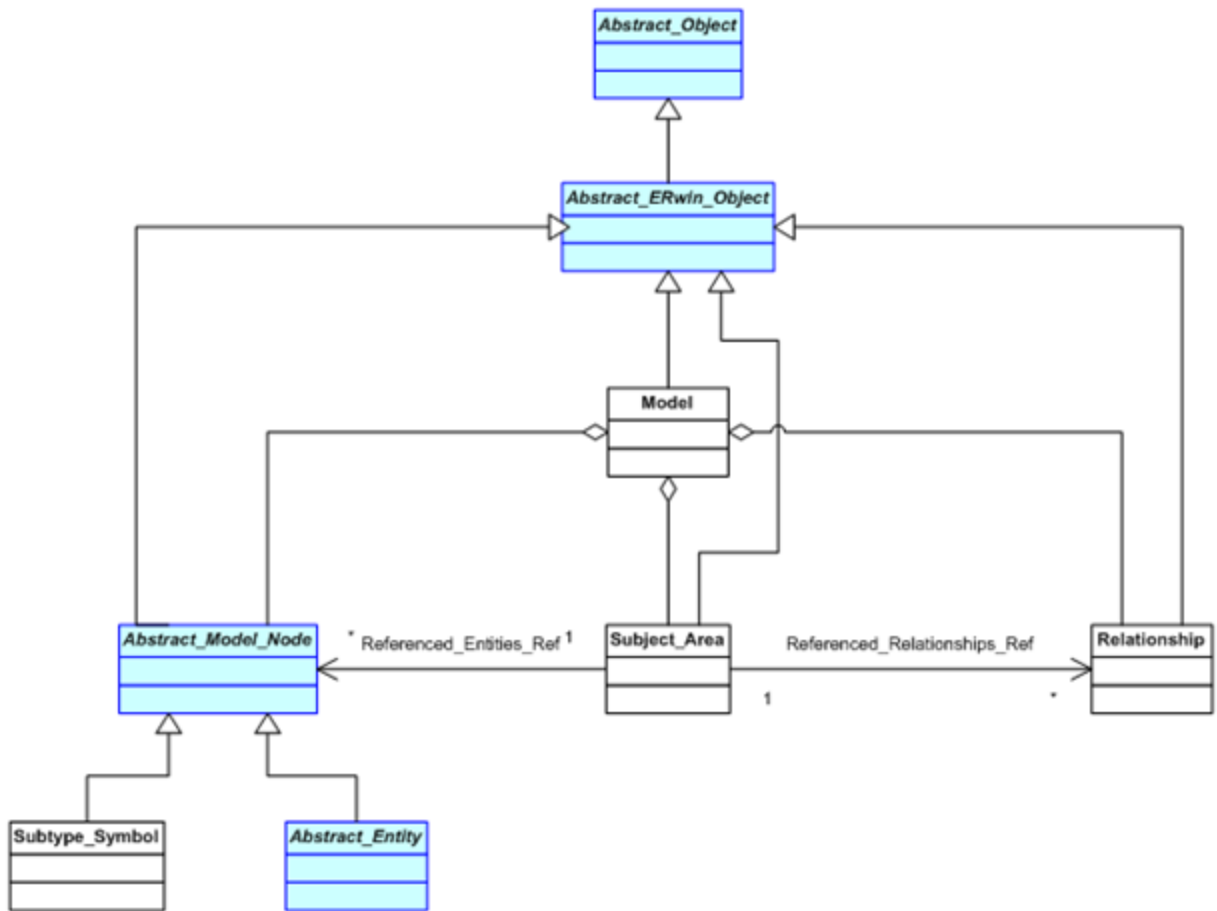 Abstract_Object
Abstract_ERwin_Object
Model
Abstract_Model_Node
* Referenced_Entities_Ref 1
Subject_Area
Referenced_Relationships_Ref
Relationship
1
*
Subtype_Symbol
Abstract_Entity